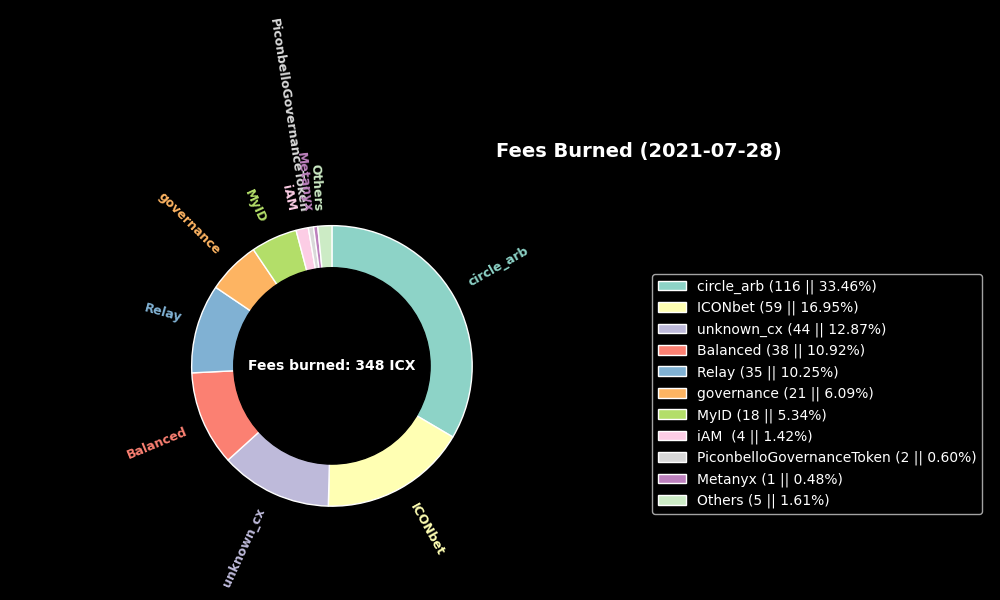 Fees Burned (2021-07-28)
PiconbelloGovernanceToken
Metanyx
Others
iAM
MyID
governance
circle_arb
Relay
Fees burned: 348 ICX
Balanced
ICONbet
unknown_cx
circle_arb (116 || 33.46%)
ICONbet (59 || 16.95%)
unknown_cx (44 || 12.87%)
Balanced (38 || 10.92%)
Relay (35 || 10.25%)
governance (21 || 6.09%)
MyID (18 || 5.34%)
iAM  (4 || 1.42%)
PiconbelloGovernanceToken (2 || 0.60%)
Metanyx (1 || 0.48%)
Others (5 || 1.61%)